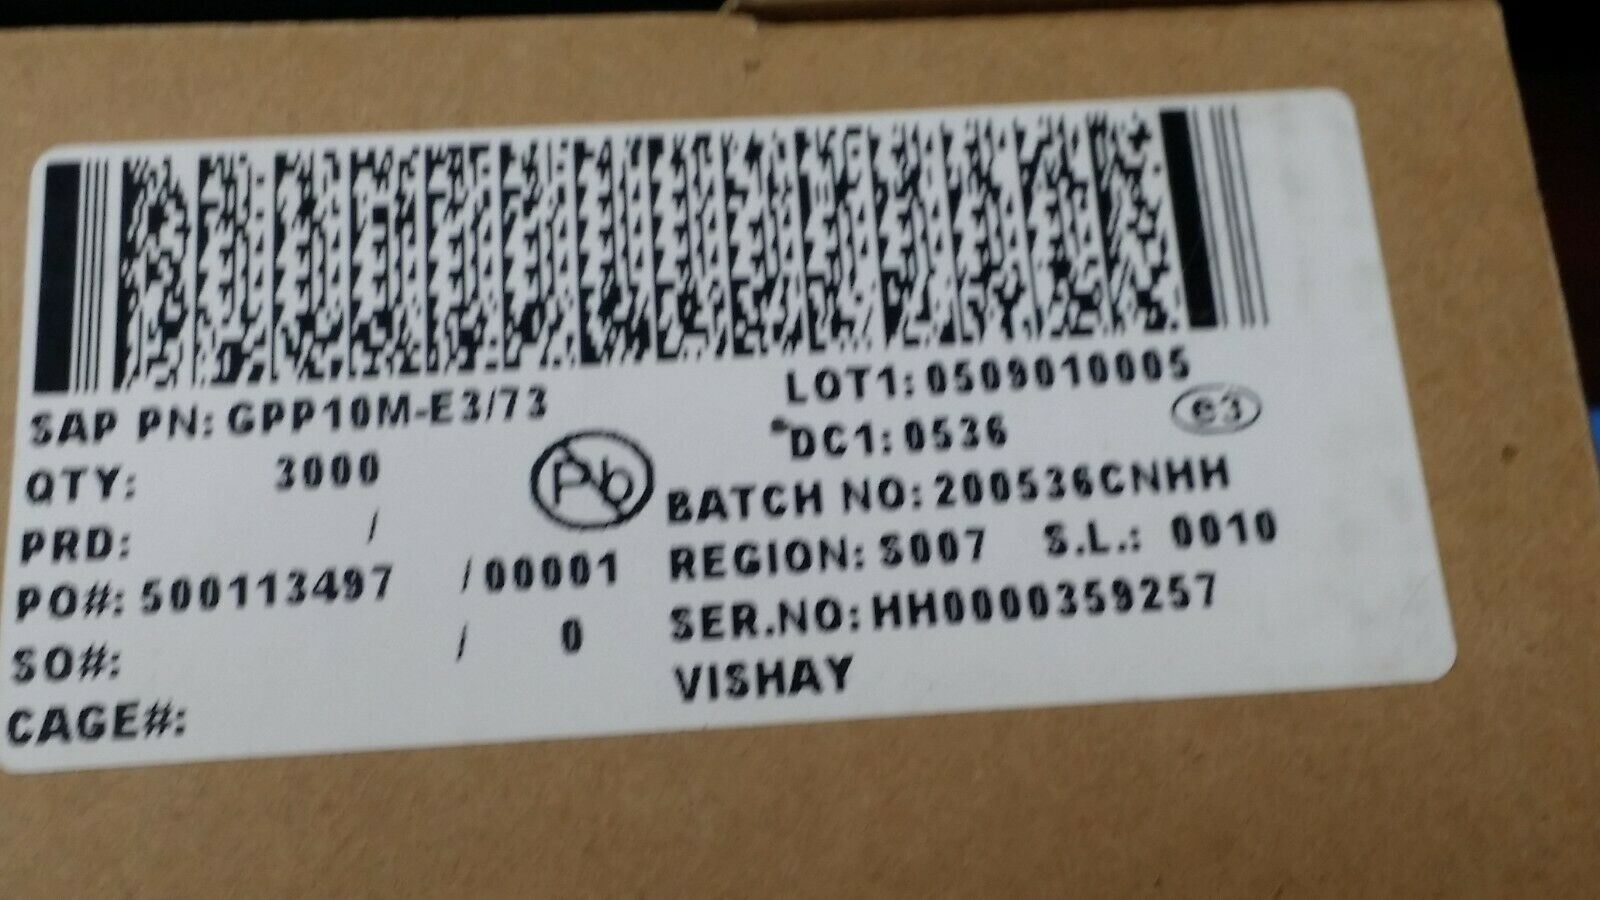 SAP PN: GPP10M-E3/73
QTY: 3000
PRD: /
PO#: 500113497 /00001
SO#: / 0
CAGE#:
Pb
LOT1: 0509010005
DC1: 0536
e3
BATCH NO: 200536CNHH
REGION: S007 S.L.: 0010
SER.NO: HH0000359257
VISHAY